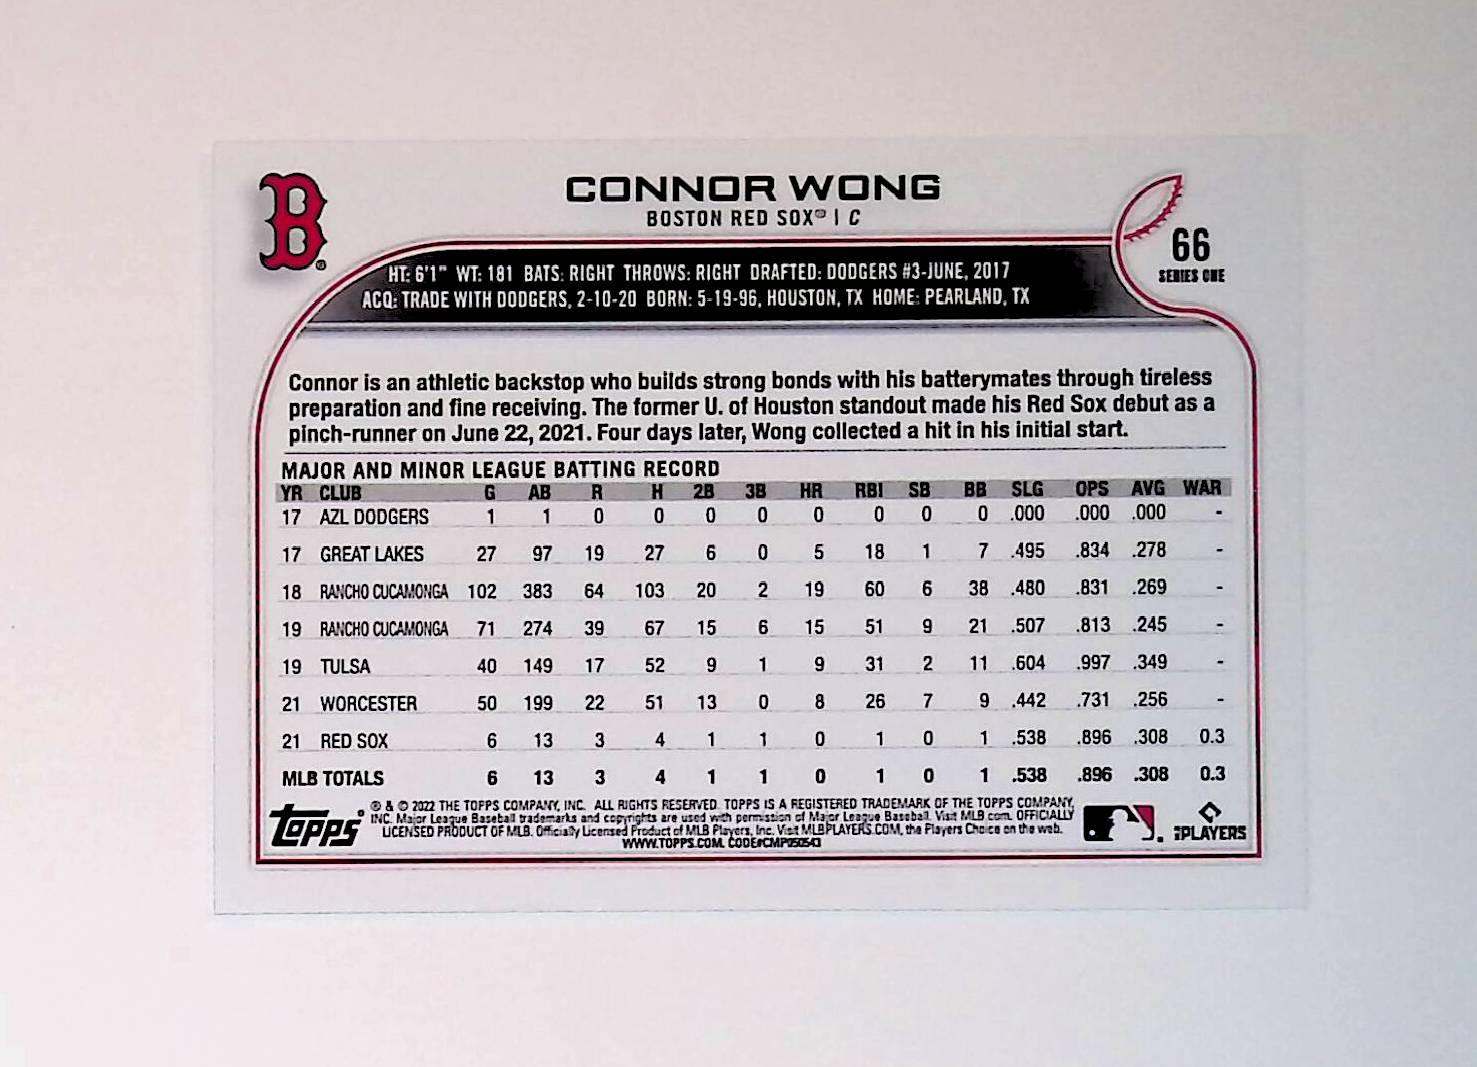 B
CONNOR WONG
BOSTON RED SOX® | C
66
SERIES ONE
HT: 6'1" WT: 181 BATS: RIGHT THROWS: RIGHT DRAFTED: DODGERS #3-JUNE, 2017
ACQ: TRADE WITH DODGERS, 2-10-20 BORN: 5-19-96, HOUSTON, TX HOME: PEARLAND, TX
Connor is an athletic backstop who builds strong bonds with his batterymates through tireless
preparation and fine receiving. The former U. of Houston standout made his Red Sox debut as a
pinch-runner on June 22, 2021. Four days later, Wong collected a hit in his initial start.
MAJOR AND MINOR LEAGUE BATTING RECORD
YR CLUB G AB R H 2B 3B HR RBI SB BB SLG OPS AVG WAR
17 AZL DODGERS 1 1 0 0 0 0 0 0 0 0 .000 .000 .000 -
17 GREAT LAKES 27 97 19 27 6 0 5 18 1 7 .495 .834 .278 -
18 RANCHO CUCAMONGA 102 383 64 103 20 2 19 60 6 38 .480 .831 .269 -
19 RANCHO CUCAMONGA 71 274 39 67 15 6 15 51 9 21 .507 .813 .245 -
19 TULSA 40 149 17 52 9 1 9 31 2 11 .604 .997 .349 -
21 WORCESTER 50 199 22 51 13 0 8 26 7 9 .442 .731 .256 -
21 RED SOX 6 13 3 4 1 1 0 1 0 1 .538 .896 .308 0.3
MLB TOTALS 6 13 3 4 1 1 0 1 0 1 .538 .896 .308 0.3
Topps®
® & © 2022 THE TOPPS COMPANY, INC. ALL RIGHTS RESERVED. TOPPS IS A REGISTERED TRADEMARK OF THE TOPPS COMPANY,
INC. Major League Baseball trademarks and copyrights are used with permission of Major League Baseball. Visit MLB.com. OFFICIALLY
LICENSED PRODUCT OF MLB. Officially Licensed Product of MLB Players, Inc. Visit MLBPLAYERS.COM, the Players Choice on the web.
WWW.TOPPS.COM. CODE#CMP050543
PLAYERS